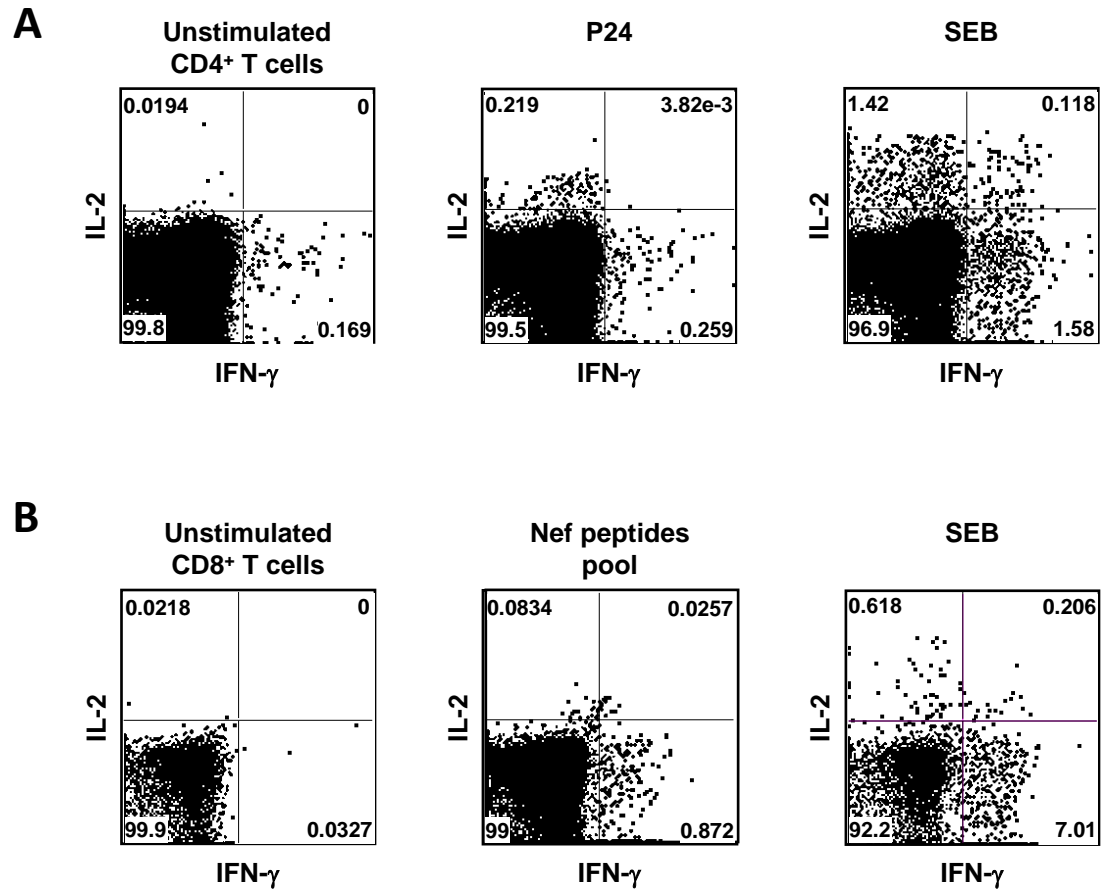 A
Unstimulated
CD4⁺ T cells
P24
SEB
0.0194
0
99.8
0.169
IL-2
IFN-γ
0.219
3.82e-3
99.5
0.259
IL-2
IFN-γ
1.42
0.118
96.9
1.58
IL-2
IFN-γ
B
Unstimulated
CD8⁺ T cells
Nef peptides
pool
SEB
0.0218
0
99.9
0.0327
IL-2
IFN-γ
0.0834
0.0257
99
0.872
IL-2
IFN-γ
0.618
0.206
92.2
7.01
IL-2
IFN-γ